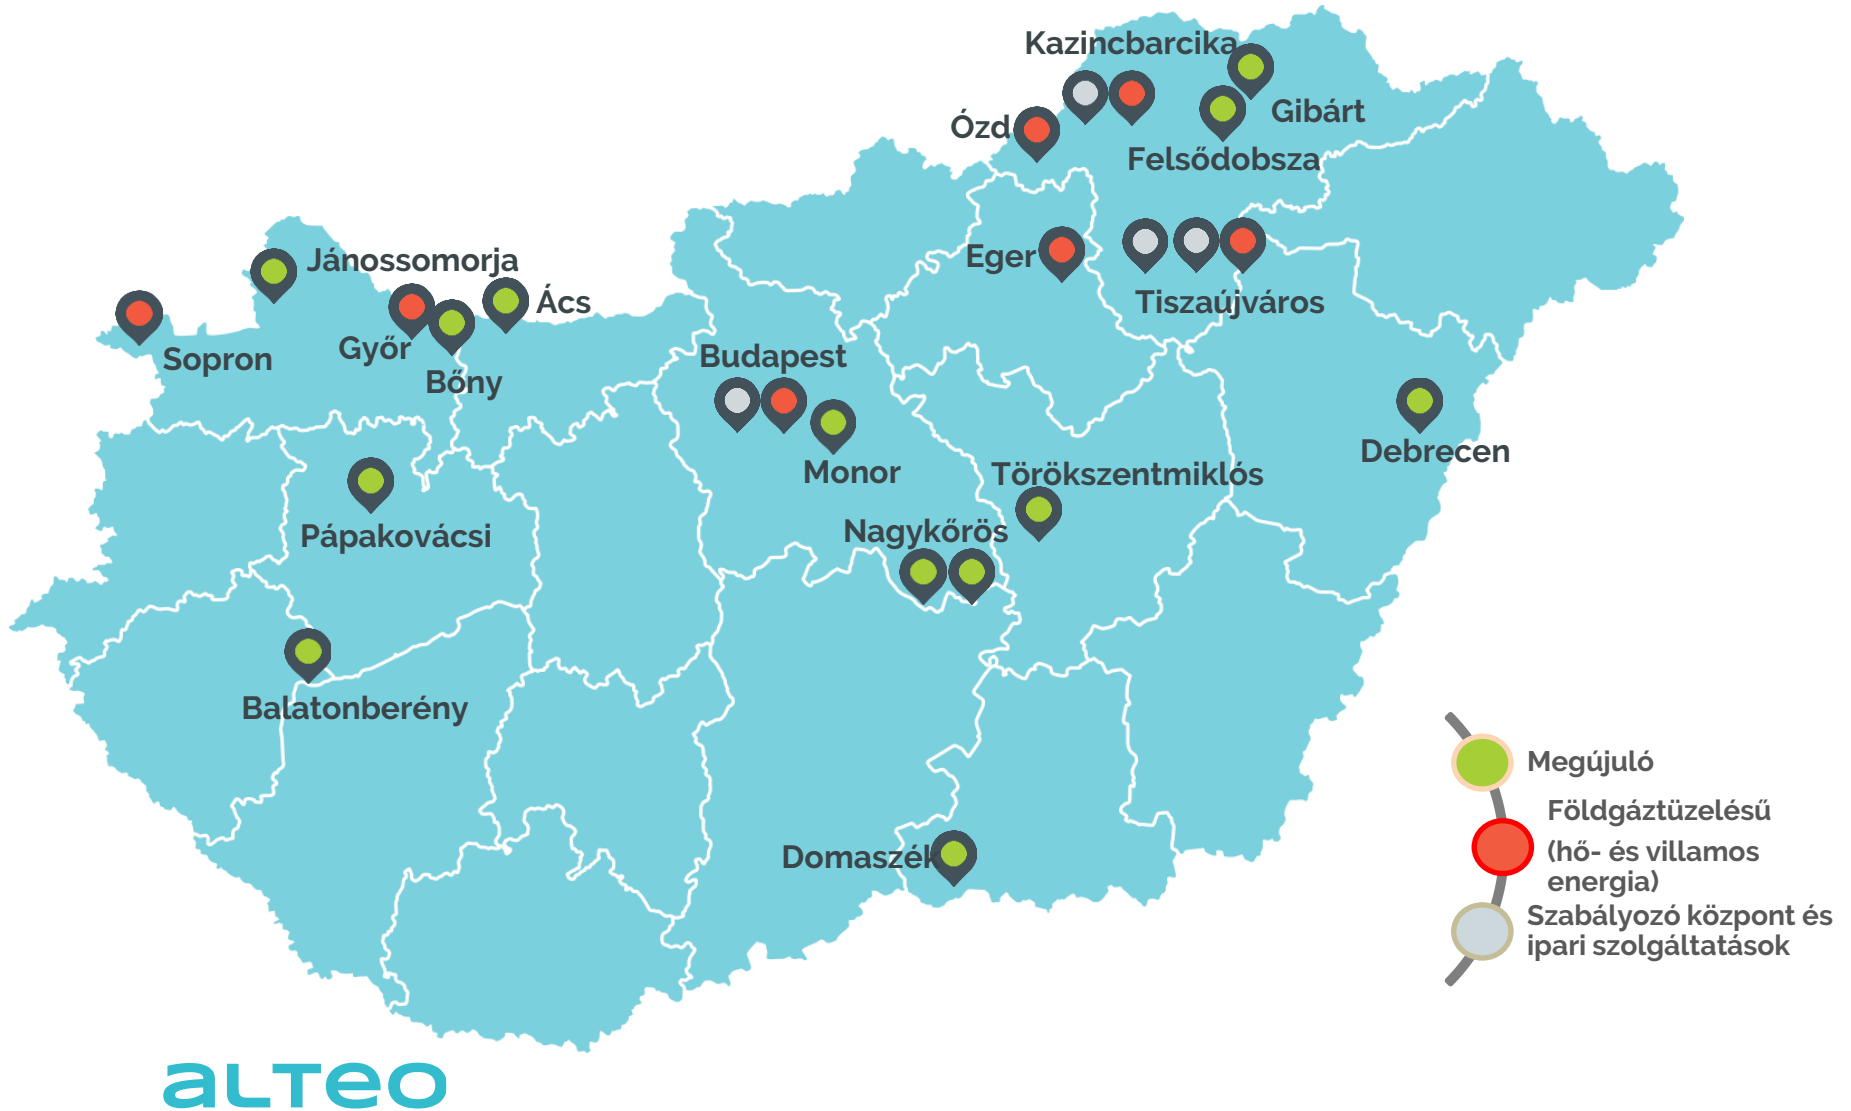 Kazincbarcika
Gibárt
Ózd
Felsődobsza
Jánossomorja
Eger
Ács
Tiszaújváros
Sopron
Győr
Budapest
Bőny
Debrecen
Monor
Törökszentmiklós
Pápakovácsi
Nagykőrös
Balatonberény
Domaszék
Megújuló
Földgáztüzelésű
(hő- és villamos
energia)
Szabályozó központ és
ipari szolgáltatások
ALTEO